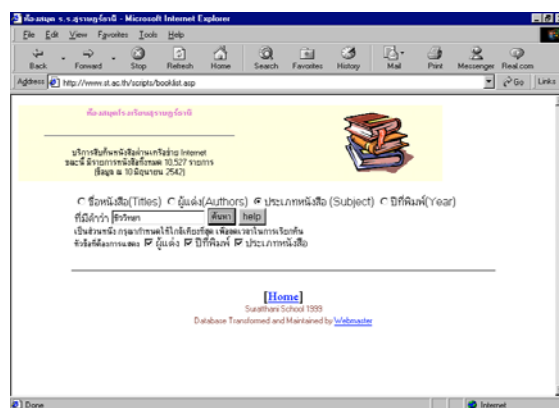 ห้องสมุด ร.ร.สุราษฎร์ธานี - Microsoft Internet Explorer
File Edit View Favorites Tools Help
Back Forward Stop Refresh Home Search Favorites History Mail Print Messenger Real.com
Address http://www.st.ac.th/scripts/booklist.asp Go Links
ห้องสมุดโรงเรียนสุราษฎร์ธานี
บริการสืบค้นหนังสือผ่านเครือข่าย Internet
ขณะนี้ มีรายการหนังสือทั้งหมด 10,527 รายการ
(ข้อมูล ณ 10 มิถุนายน 2542)
ชื่อหนังสือ(Titles) ผู้แต่ง(Authors) ประเภทหนังสือ (Subject) ปีที่พิมพ์(Year)
ที่มีคำว่า ชีววิทยา ค้นหา help
เป็นส่วนหนึ่ง กรุณากำหนดให้ใกล้เคียงที่สุด เพื่อลดเวลาในการเรียกค้น
หัวข้อที่ต้องการแสดง ผู้แต่ง ปีที่พิมพ์ ประเภทหนังสือ
[Home]
Suratthani School 1999
Database Transformed and Maintained by Webmaster
Done Internet